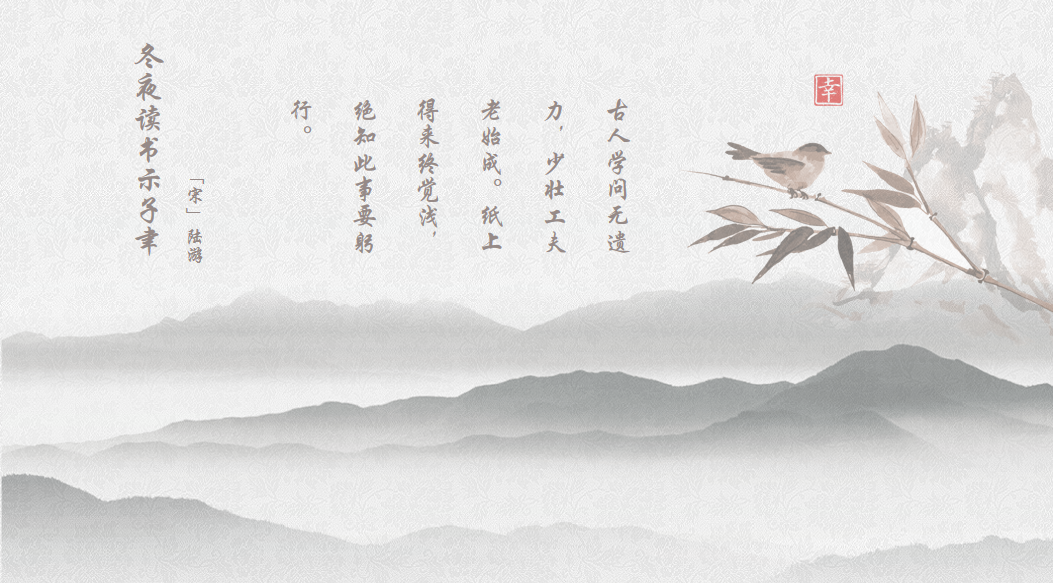 幸
古人学问无遗
力，少壮工夫
老始成。纸上
得来终觉浅，
绝知此事要躬
行。
「宋」陆游
冬夜读书示子聿